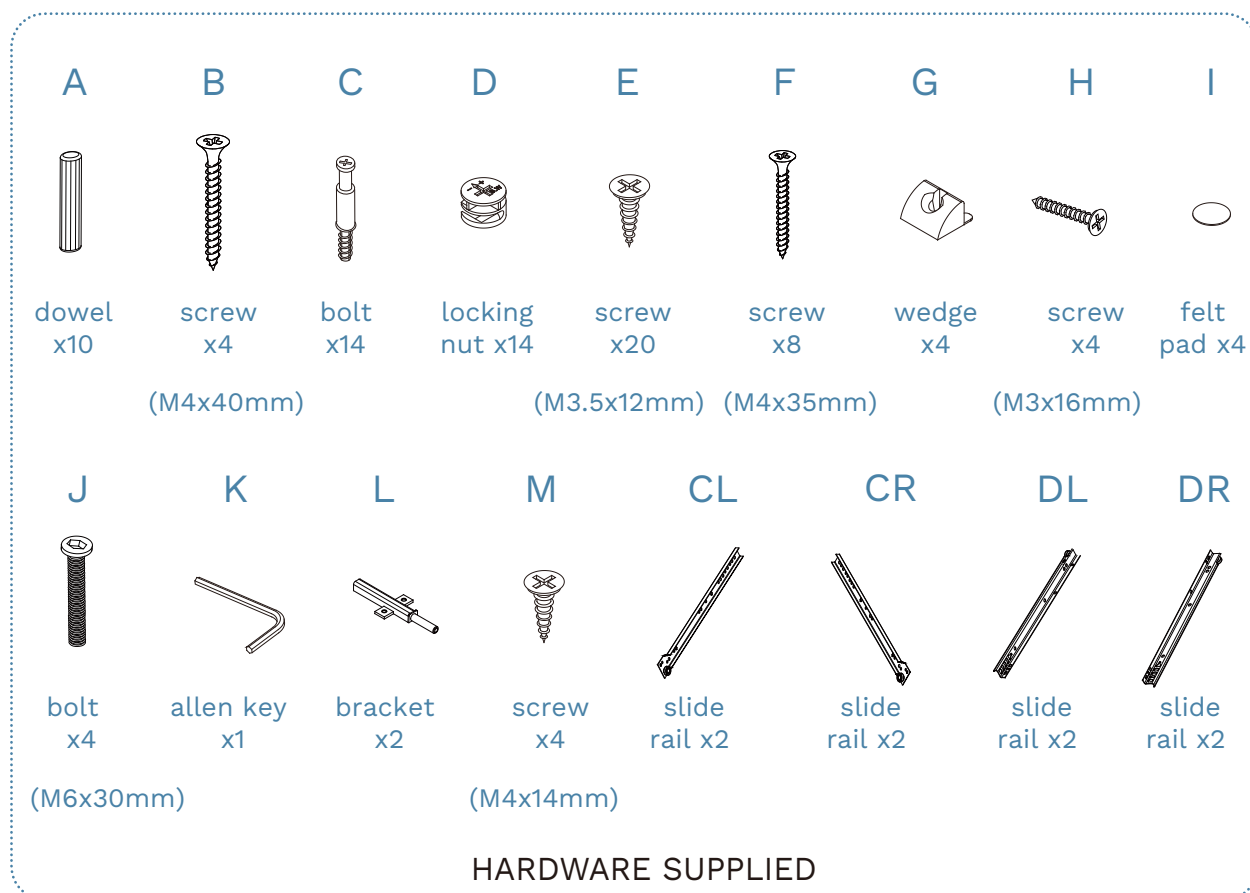 A B C D E F G H I
dowel screw bolt locking screw screw wedge screw felt
x10 x4 x14 nut x14 x20 x8 x4 x4 pad x4
(M4x40mm) (M3.5x12mm) (M4x35mm) (M3x16mm)
J K L M CL CR DL DR
bolt allen key bracket screw slide slide slide slide
x4 x1 x2 x4 rail x2 rail x2 rail x2 rail x2
(M6x30mm) (M4x14mm)
HARDWARE SUPPLIED